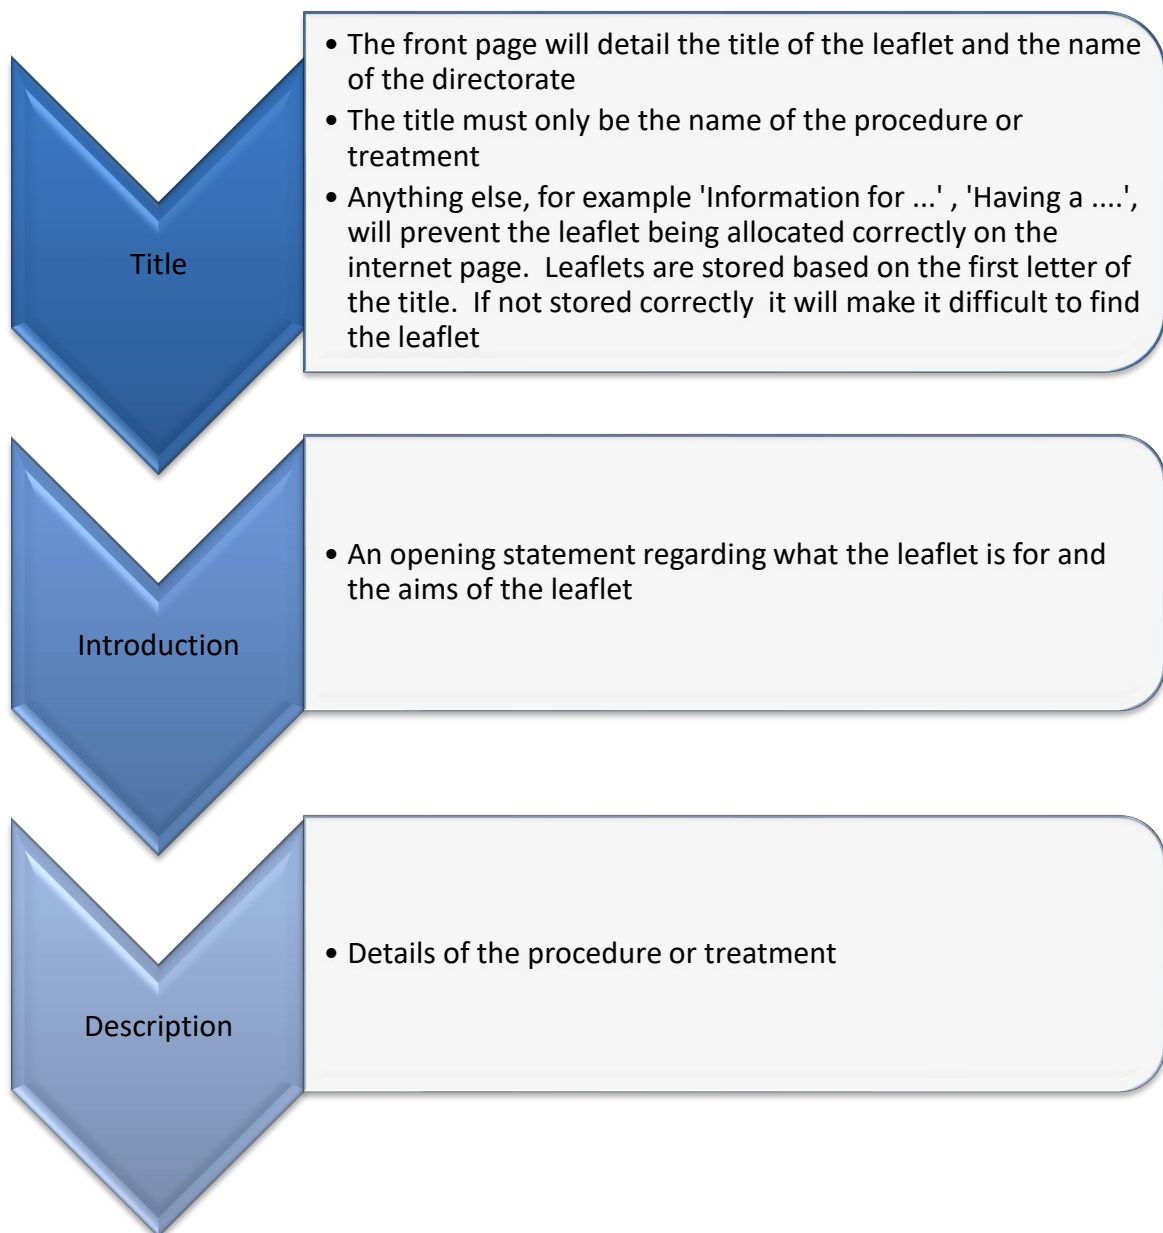 Title
• The front page will detail the title of the leaflet and the name
of the directorate
• The title must only be the name of the procedure or
treatment
• Anything else, for example 'Information for ...' , 'Having a ....',
will prevent the leaflet being allocated correctly on the
internet page.  Leaflets are stored based on the first letter of
the title.  If not stored correctly  it will make it difficult to find
the leaflet
Introduction
• An opening statement regarding what the leaflet is for and
the aims of the leaflet
Description
• Details of the procedure or treatment